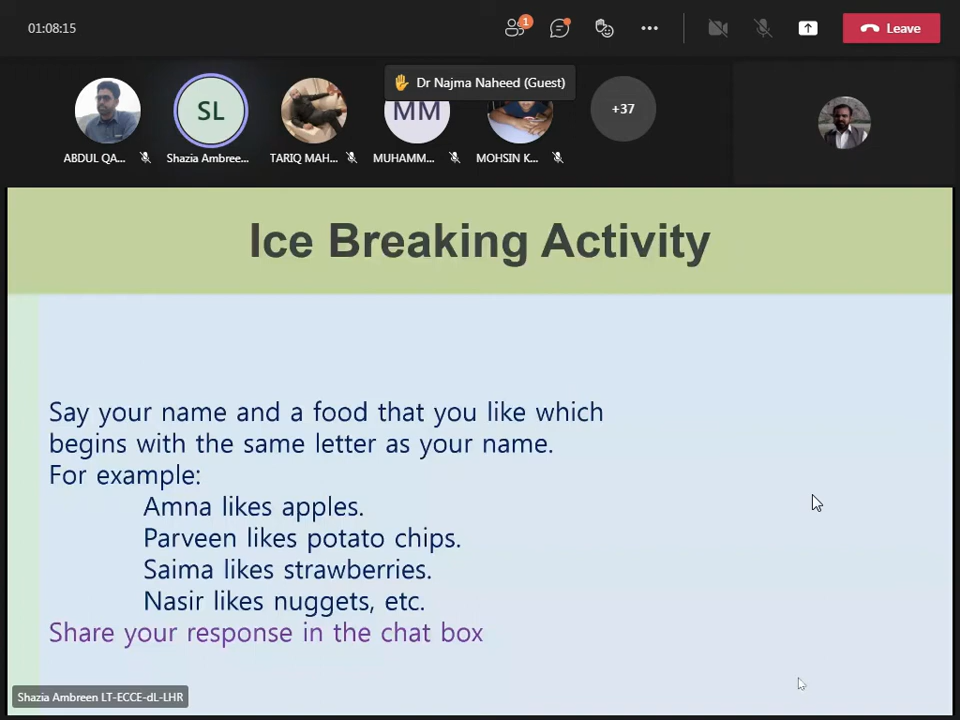 01:08:15
1
Leave
Dr Najma Naheed (Guest)
SL
MM
+37
ABDUL QA...
Shazia Ambree...
TARIQ MAH...
MUHAMM...
MOHSIN K...
Ice Breaking Activity
Say your name and a food that you like which
begins with the same letter as your name.
For example:
Amna likes apples.
Parveen likes potato chips.
Saima likes strawberries.
Nasir likes nuggets, etc.
Share your response in the chat box
Shazia Ambreen LT-ECCE-dL-LHR